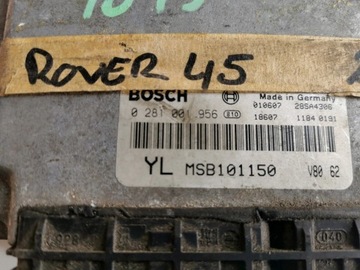 ROVER 45
BOSCH Made in Germany
010607 28SA4306
0 281 001 956 18607 1184 0191
YL MSB101150 V80 62